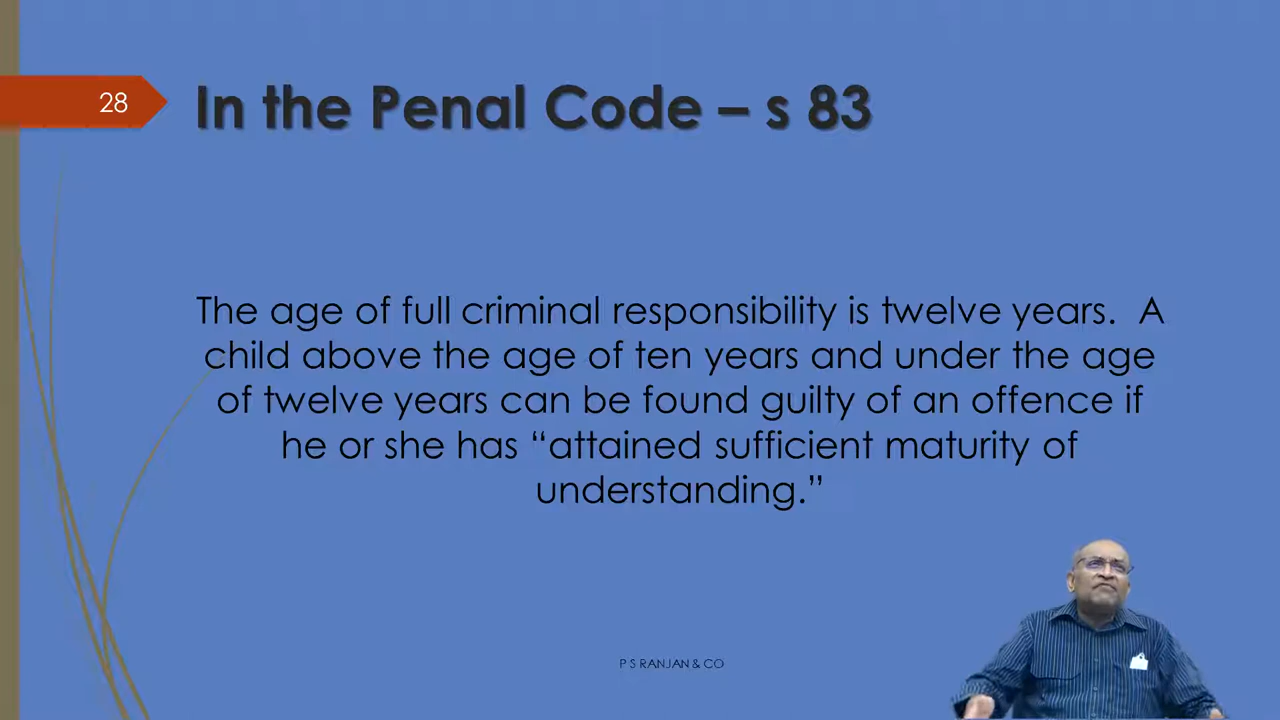 28
In the Penal Code – s 83
The age of full criminal responsibility is twelve years.  A
child above the age of ten years and under the age
of twelve years can be found guilty of an offence if
he or she has “attained sufficient maturity of
understanding.”
P S RANJAN & CO